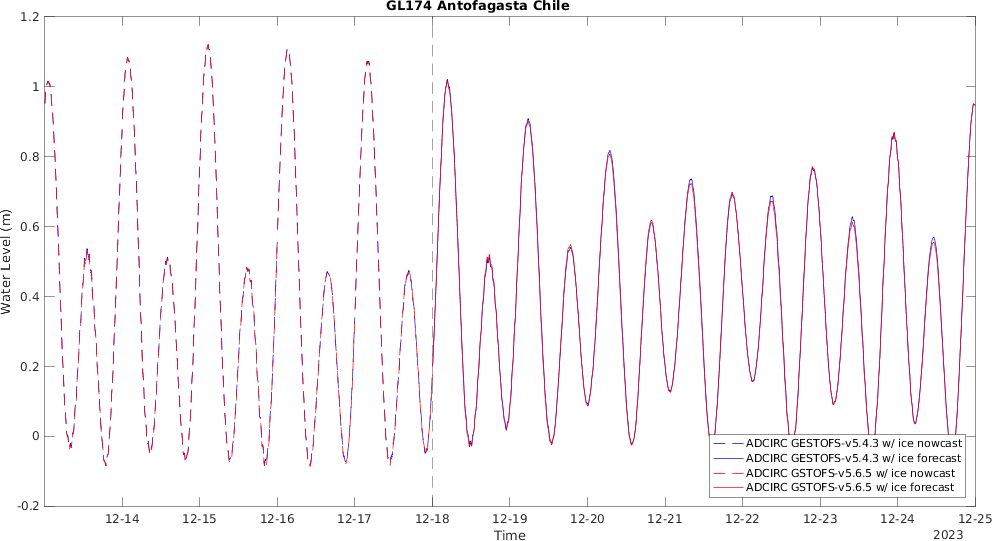 GL174 Antofagasta Chile
1.2
1
0.8
0.6
0.4
0.2
0
-0.2
Water Level (m)
ADCIRC GESTOFS-v5.4.3 w/ ice nowcast
ADCIRC GESTOFS-v5.4.3 w/ ice forecast
ADCIRC GSTOFS-v5.6.5 w/ ice nowcast
ADCIRC GSTOFS-v5.6.5 w/ ice forecast
12-14 12-15 12-16 12-17 12-18 12-19 12-20 12-21 12-22 12-23 12-24 12-25
Time
2023